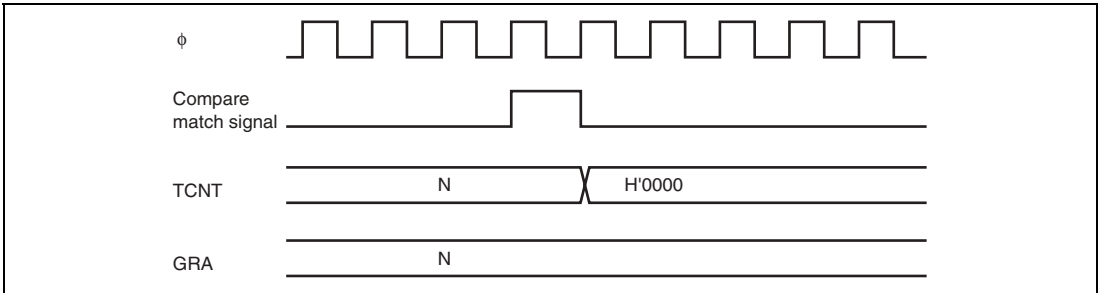 ϕ
Compare
match signal
TCNT N H'0000
GRA N